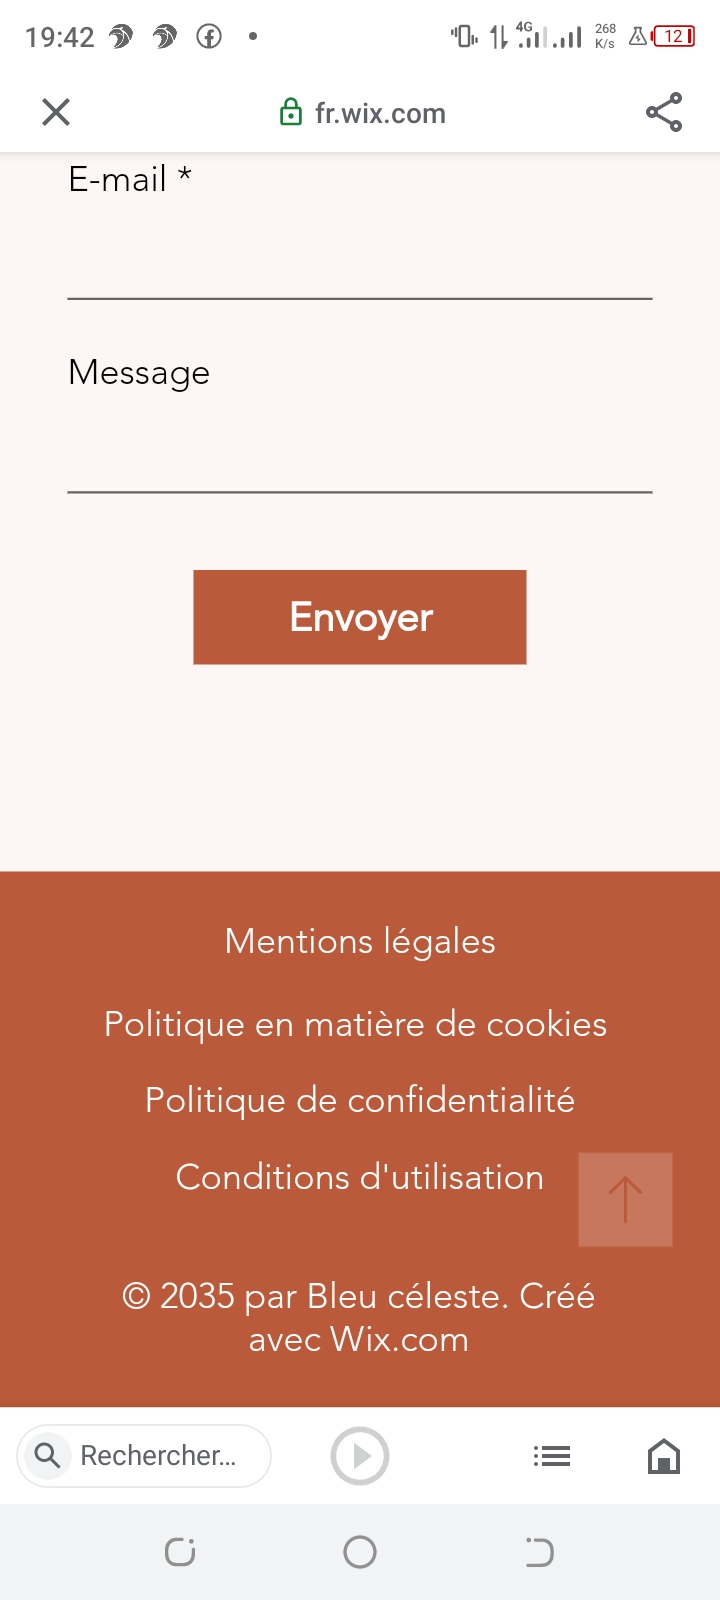 19:42
4G
268
K/s
12
fr.wix.com
E-mail *
Message
Envoyer
Mentions légales
Politique en matière de cookies
Politique de confidentialité
Conditions d'utilisation
© 2035 par Bleu céleste. Créé
avec Wix.com
Rechercher...